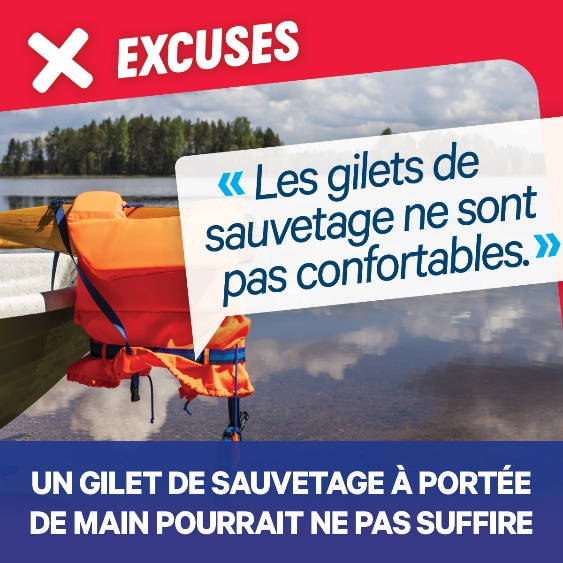 EXCUSES
« Les gilets de
sauvetage ne sont
pas confortables. »
UN GILET DE SAUVETAGE À PORTÉE
DE MAIN POURRAIT NE PAS SUFFIRE